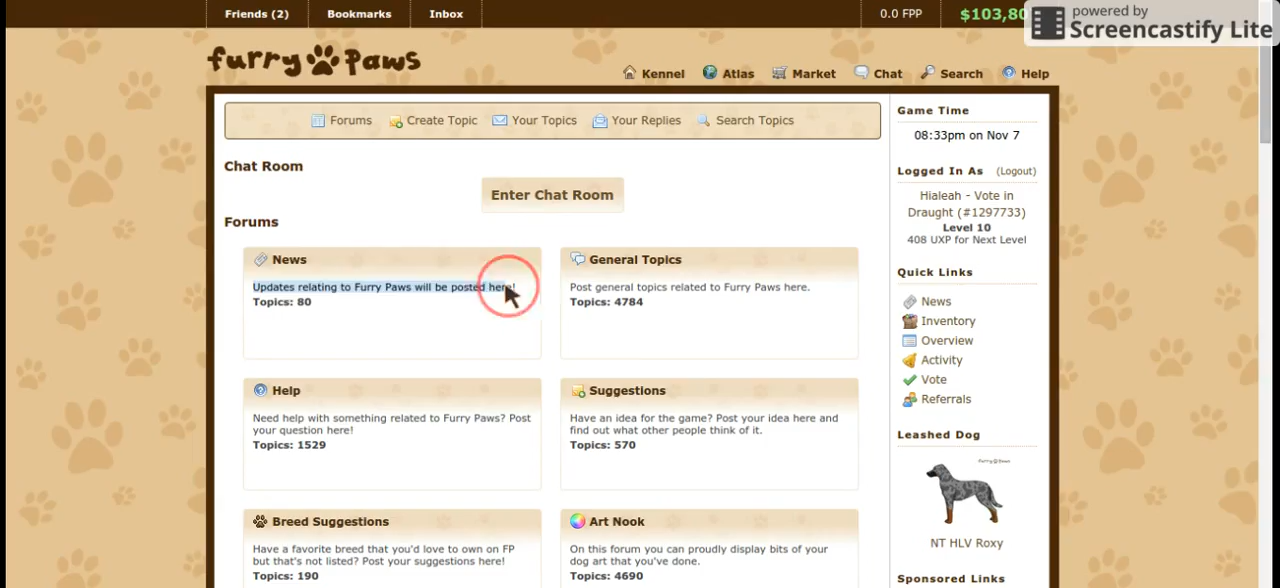 Friends (2) Bookmarks Inbox 0.0 FPP $103,80
powered by
Screencastify Lite
furry paws
Kennel Atlas Market Chat Search Help
Forums Create Topic Your Topics Your Replies Search Topics
Chat Room
Enter Chat Room
Forums
News
Updates relating to Furry Paws will be posted here!
Topics: 80
General Topics
Post general topics related to Furry Paws here.
Topics: 4784
Help
Need help with something related to Furry Paws? Post
your question here!
Topics: 1529
Suggestions
Have an idea for the game? Post your idea here and
find out what other people think of it.
Topics: 570
Breed Suggestions
Have a favorite breed that you'd love to own on FP
but that's not listed? Post your suggestions here!
Topics: 190
Art Nook
On this forum you can proudly display bits of your
dog art that you've done.
Topics: 4690
Game Time
08:33pm on Nov 7
Logged In As (Logout)
Hialeah - Vote in
Draught (#1297733)
Level 10
408 UXP for Next Level
Quick Links
News
Inventory
Overview
Activity
Vote
Referrals
Leashed Dog
Furry Paws
NT HLV Roxy
Sponsored Links